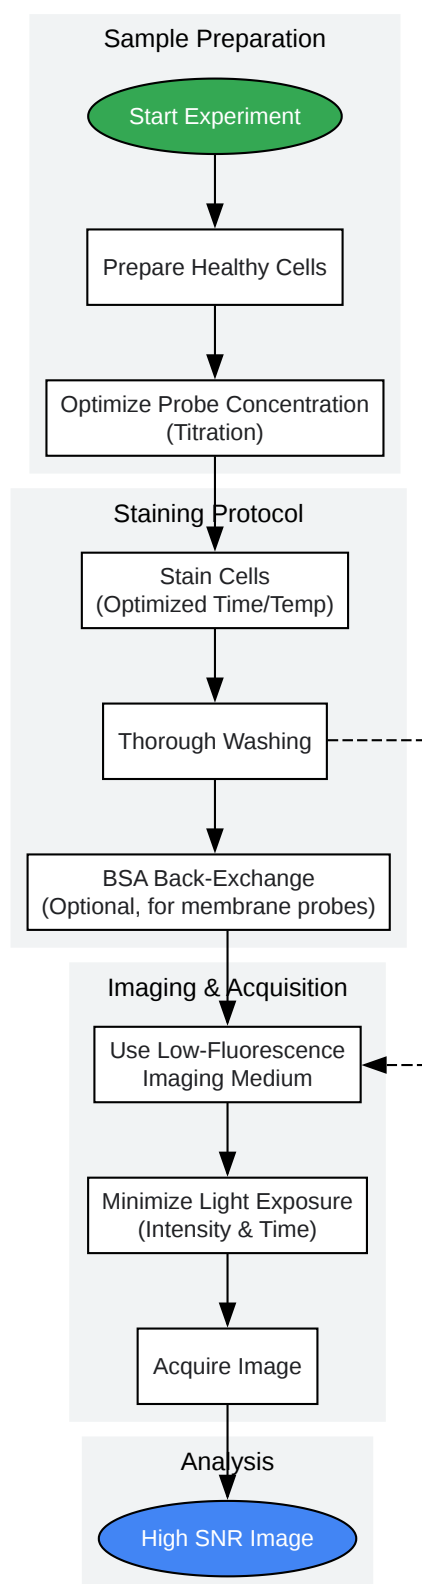 Sample Preparation
Start Experiment
Prepare Healthy Cells
Optimize Probe Concentration
(Titration)
Staining Protocol
Stain Cells
(Optimized Time/Temp)
Thorough Washing
BSA Back-Exchange
(Optional, for membrane probes)
Imaging & Acquisition
Use Low-Fluorescence
Imaging Medium
Minimize Light Exposure
(Intensity & Time)
Acquire Image
Analysis
High SNR Image